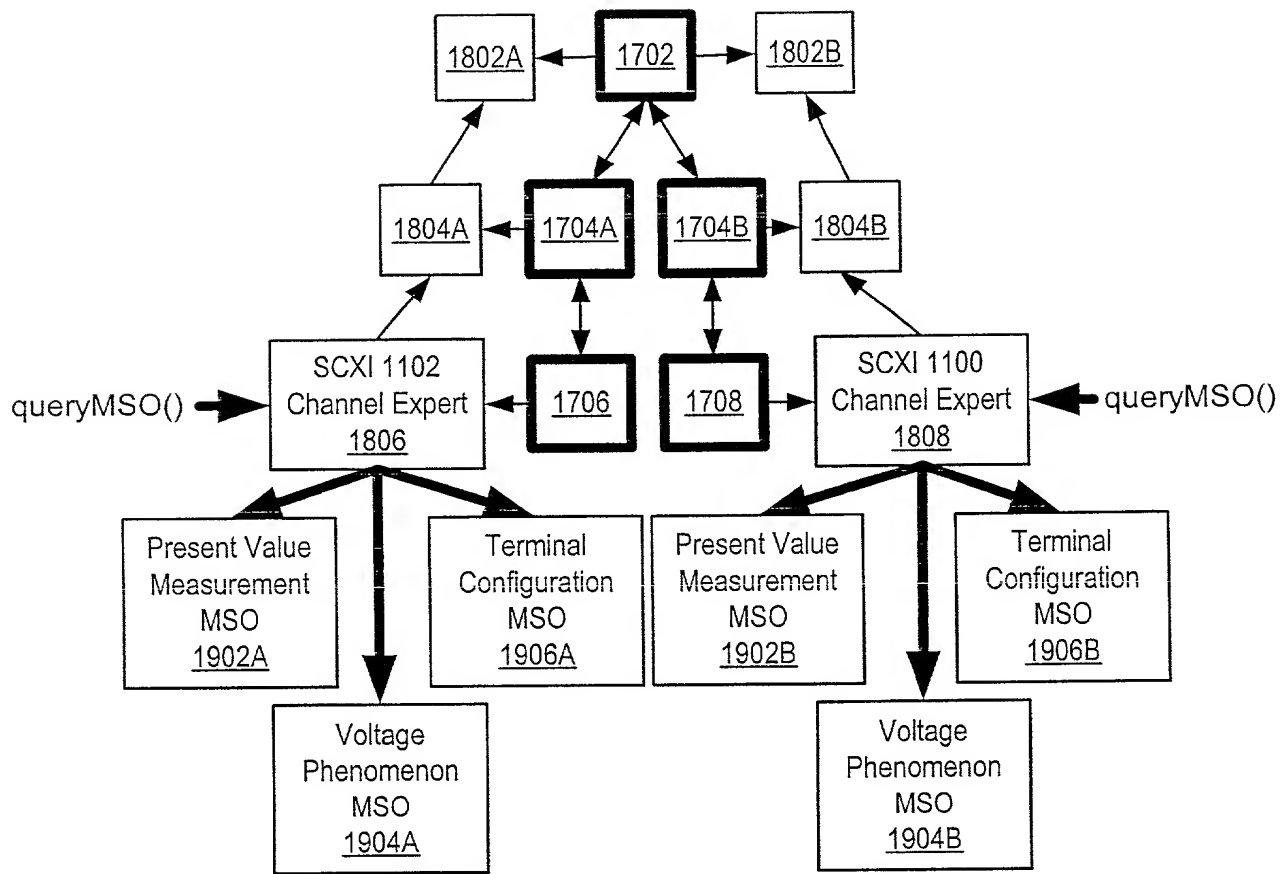 1802A
1702
1802B
1804A
1704A
1704B
1804B
queryMSO()
SCXI 1102
Channel Expert
1806
1706
1708
SCXI 1100
Channel Expert
1808
queryMSO()
Present Value
Measurement
MSO
1902A
Terminal
Configuration
MSO
1906A
Present Value
Measurement
MSO
1902B
Terminal
Configuration
MSO
1906B
Voltage
Phenomenon
MSO
1904A
Voltage
Phenomenon
MSO
1904B